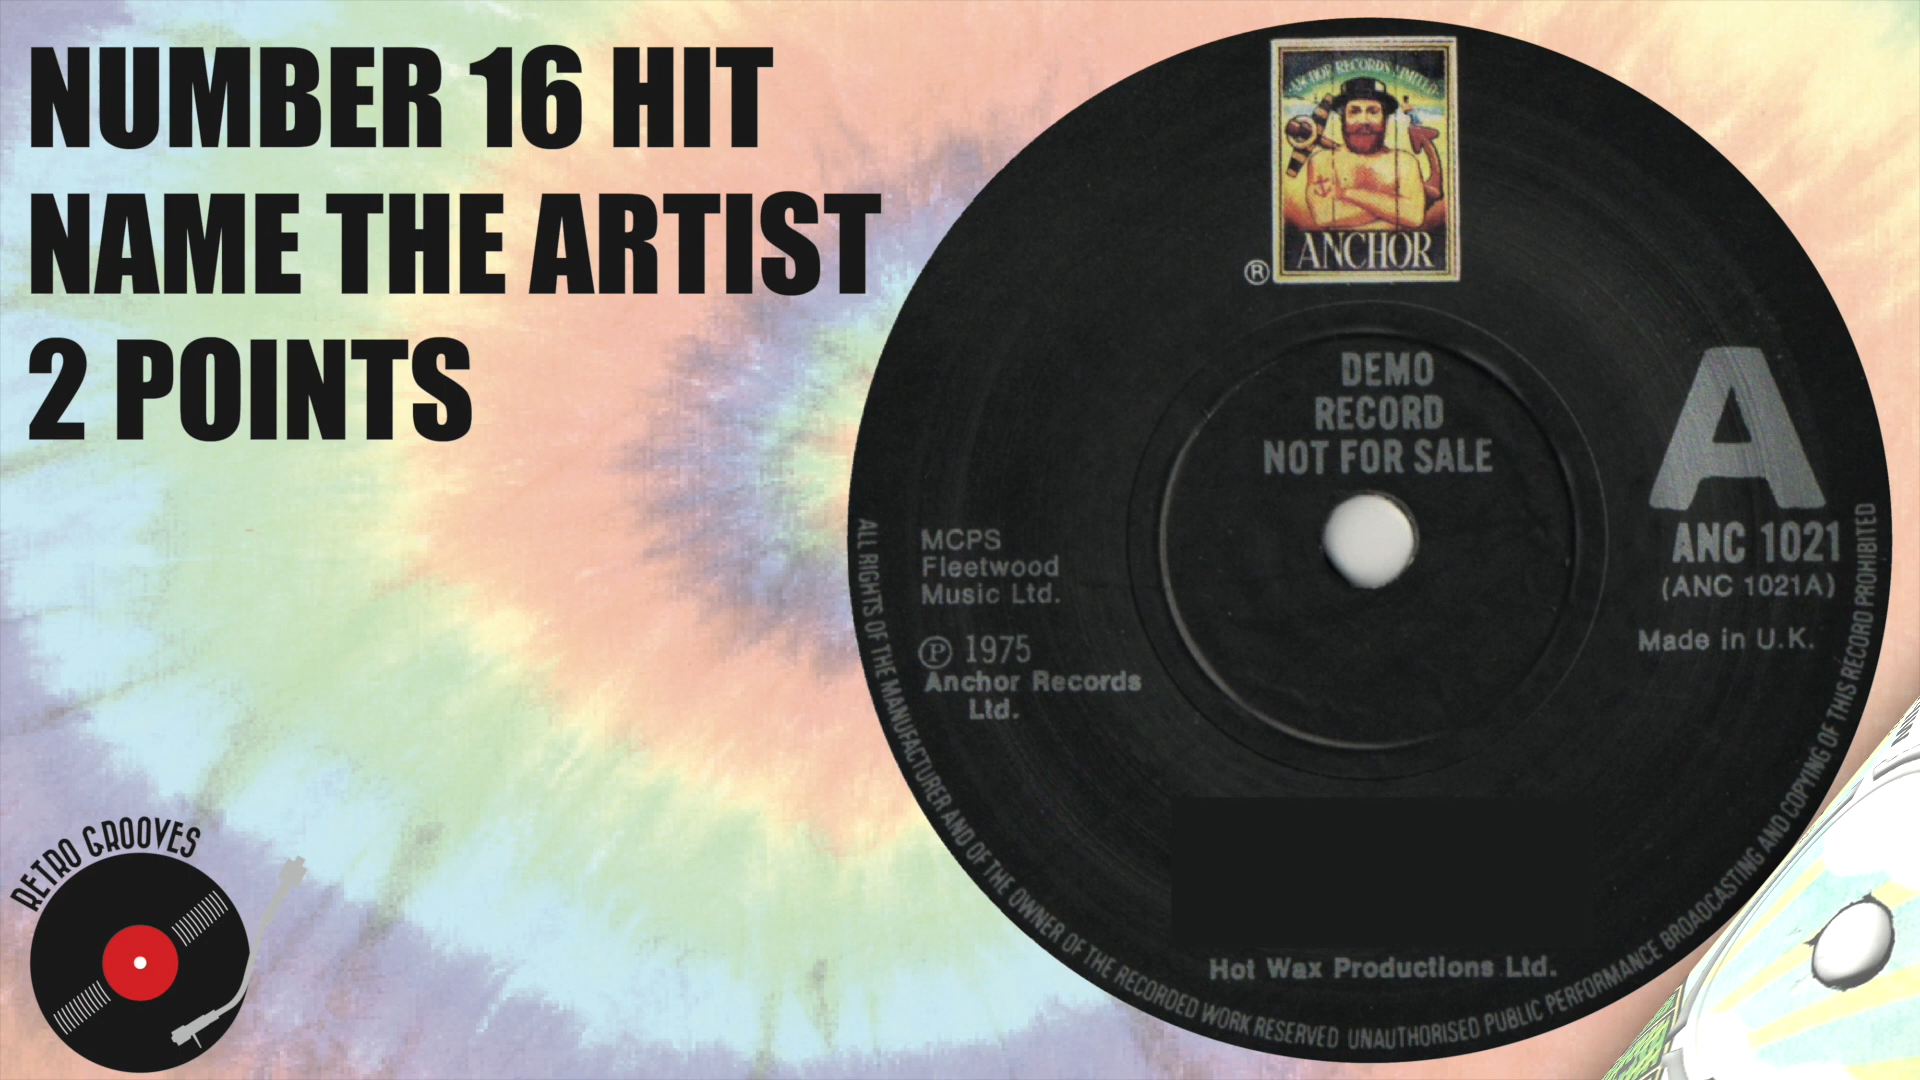 NUMBER 16 HIT
NAME THE ARTIST
2 POINTS
ANCHOR RECORDS LIMITED
ANCHOR
®
DEMO
RECORD
NOT FOR SALE
A
ANC 1021
(ANC 1021A)
Made in U.K.
MCPS
Fleetwood
Music Ltd.
℗ 1975
Anchor Records
Ltd.
Hot Wax Productions Ltd.
ALL RIGHTS OF THE MANUFACTURER AND OF THE OWNER OF THE RECORDED WORK RESERVED UNAUTHORISED PUBLIC PERFORMANCE BROADCASTING AND COPYING OF THIS RECORD PROHIBITED
RETRO GROOVES